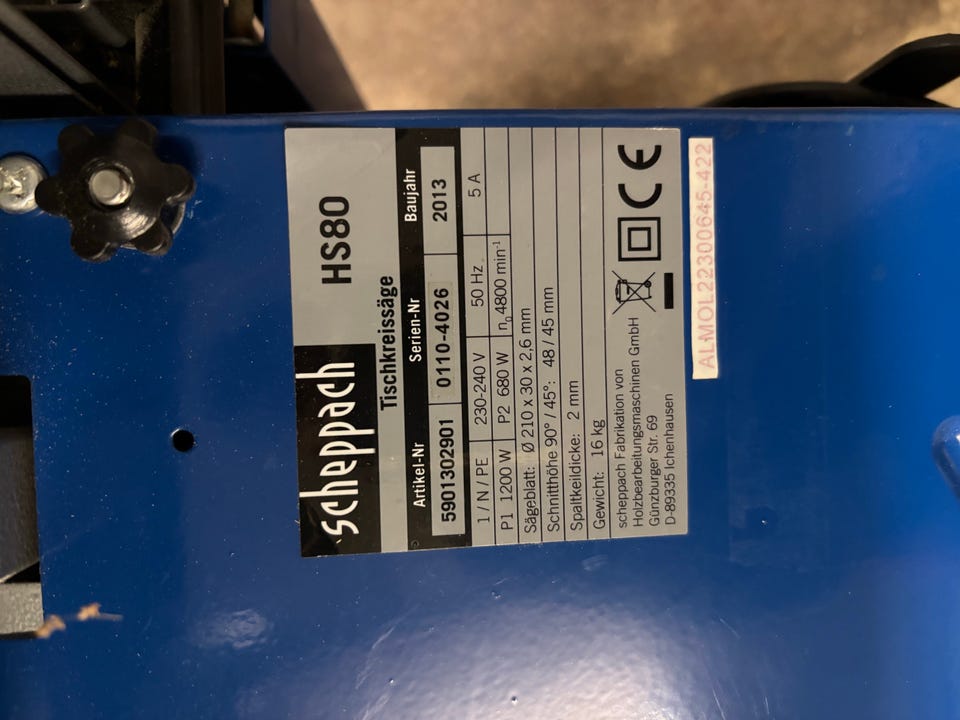 scheppach
HS80
Tischkreissäge
Artikel-Nr Serien-Nr Baujahr
5901302901 0110-4026 2013
1 / N / PE 230-240 V 50 Hz 5 A
P1 1200 W P2 680 W n₀ 4800 min⁻¹
Sägeblatt: Ø 210 x 30 x 2,6 mm
Schnitthöhe 90° / 45°: 48 / 45 mm
Spaltkeildicke: 2 mm
Gewicht: 16 kg
scheppach Fabrikation von
Holzbearbeitungsmaschinen GmbH
Günzburger Str. 69
D-89335 Ichenhausen
CE
ALMOL22300645-422